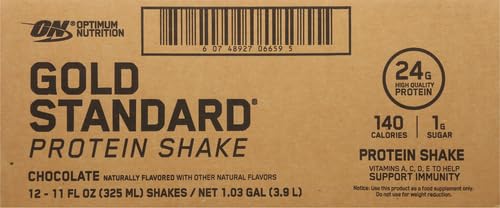 ON® OPTIMUM NUTRITION
6 07 48927 06659 5
GOLD
STANDARD®
PROTEIN SHAKE
CHOCOLATE NATURALLY FLAVORED WITH OTHER NATURAL FLAVORS
12 - 11 FL OZ (325 ML) SHAKES / NET 1.03 GAL (3.9 L)
24G
HIGH QUALITY
PROTEIN
140 CALORIES
1G SUGAR
PROTEIN SHAKE
VITAMINS A, C, D, E TO HELP
SUPPORT IMMUNITY
Notice: Use this product as a food supplement only.
Do not use for weight reduction.